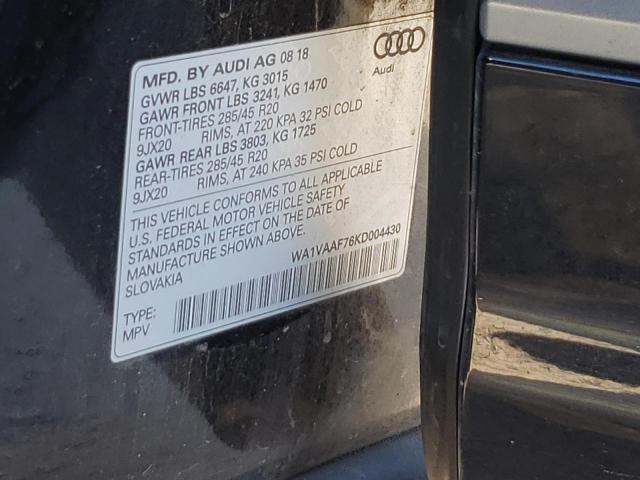 MFD. BY AUDI AG 08 18
GVWR LBS 6647, KG 3015
GAWR FRONT LBS 3241, KG 1470
FRONT-TIRES 285/45 R20
9JX20 RIMS, AT 220 KPA 32 PSI COLD
GAWR REAR LBS 3803, KG 1725
REAR-TIRES 285/45 R20
9JX20 RIMS, AT 240 KPA 35 PSI COLD
THIS VEHICLE CONFORMS TO ALL APPLICABLE
U.S. FEDERAL MOTOR VEHICLE SAFETY
STANDARDS IN EFFECT ON THE DATE OF
MANUFACTURE SHOWN ABOVE.
SLOVAKIA
WA1VAAF76KD004430
TYPE:
MPV
Audi